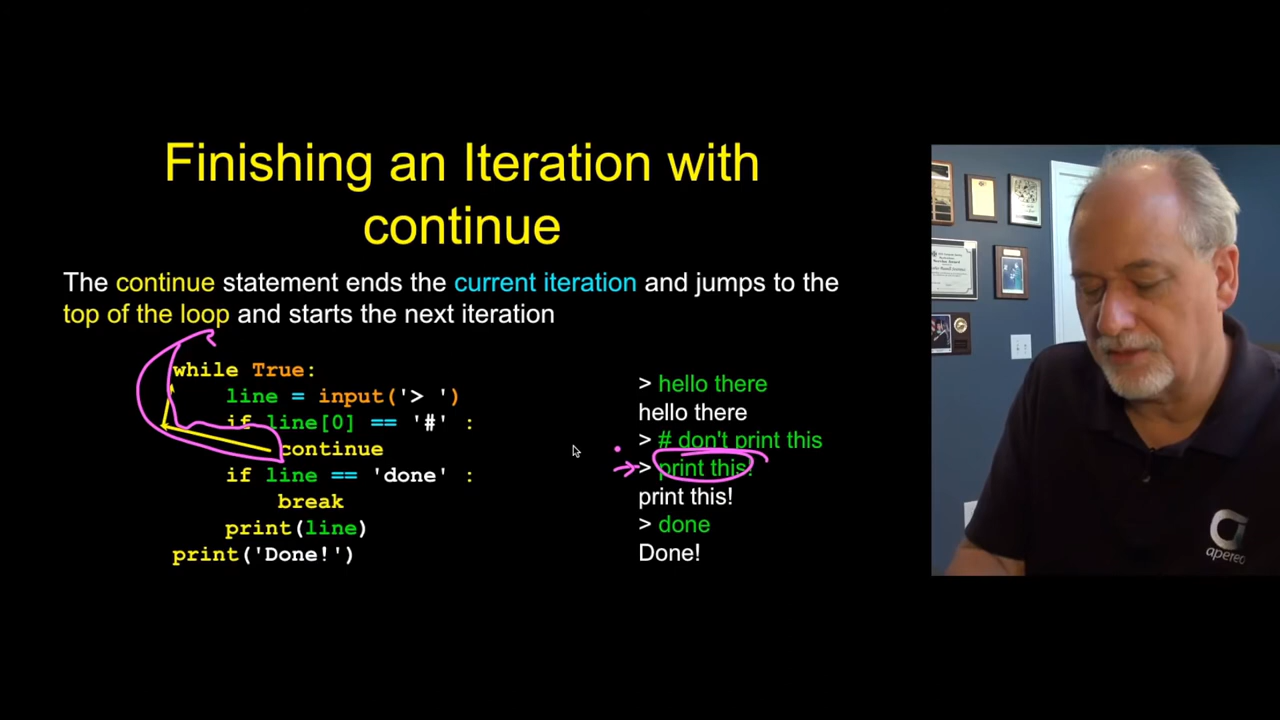 Finishing an Iteration with
continue
The continue statement ends the current iteration and jumps to the
top of the loop and starts the next iteration
while True:
    line = input('> ')
    if line[0] == '#' :
        continue
    if line == 'done' :
        break
    print(line)
print('Done!')
> hello there
hello there
> # don't print this
> print this!
print this!
> done
Done!
apereo